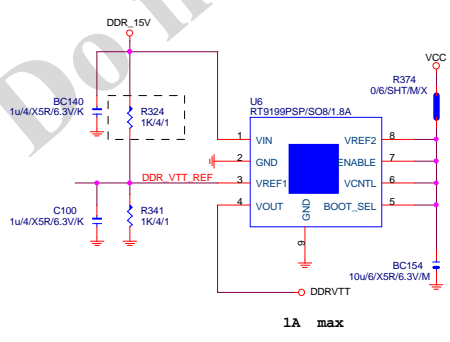 DDR_15V
Do n
BC140
1u/4/X5R/6.3V/K
R324
1K/4/1
U6
RT9199PSP/SO8/1.8A
VCC
R374
0/6/SHT/M/X
1 VIN VREF2 8
2 GND ENABLE 7
DDR_VTT_REF 3 VREF1 VCNTL 6
4 VOUT BOOT_SEL 5
GND
9
C100
1u/4/X5R/6.3V/K
R341
1K/4/1
BC154
10u/6/X5R/6.3V/M
DDRVTT
1A max